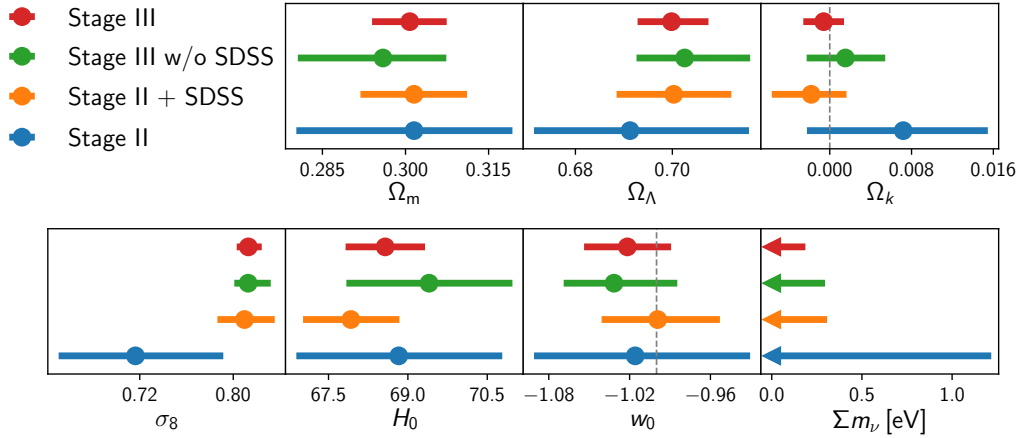 Stage III
Stage III w/o SDSS
Stage II + SDSS
Stage II
0.285 0.300 0.315
Ωm
0.68 0.70
ΩΛ
0.000 0.008 0.016
Ωk
0.72 0.80
σ8
67.5 69.0 70.5
H0
−1.08 −1.02 −0.96
w0
0.0 0.5 1.0
Σmν [eV]